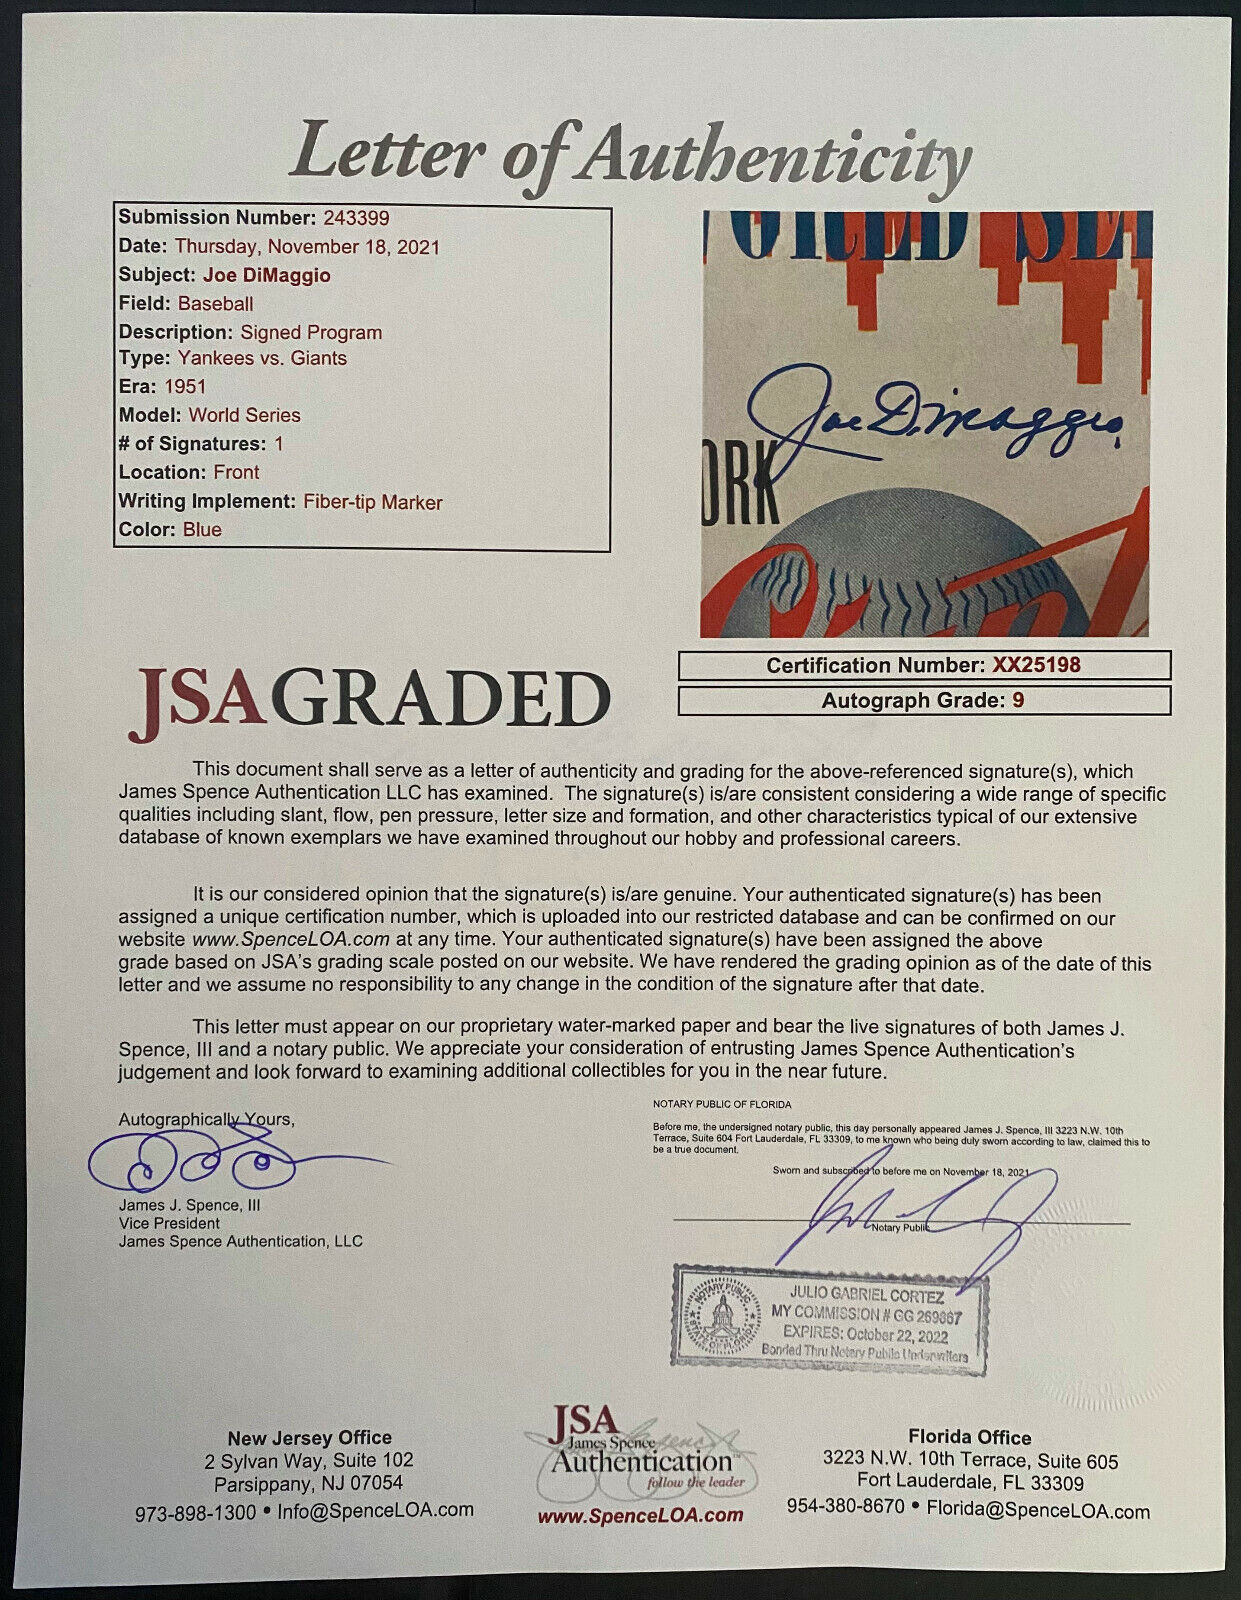 Letter of Authenticity
Submission Number: 243399
Date: Thursday, November 18, 2021
Subject: Joe DiMaggio
Field: Baseball
Description: Signed Program
Type: Yankees vs. Giants
Era: 1951
Model: World Series
# of Signatures: 1
Location: Front
Writing Implement: Fiber-tip Marker
Color: Blue
Joe DiMaggio
ORK
Certification Number: XX25198
Autograph Grade: 9
JSAGRADED
This document shall serve as a letter of authenticity and grading for the above-referenced signature(s), which
James Spence Authentication LLC has examined. The signature(s) is/are consistent considering a wide range of specific
qualities including slant, flow, pen pressure, letter size and formation, and other characteristics typical of our extensive
database of known exemplars we have examined throughout our hobby and professional careers.
It is our considered opinion that the signature(s) is/are genuine. Your authenticated signature(s) has been
assigned a unique certification number, which is uploaded into our restricted database and can be confirmed on our
website www.SpenceLOA.com at any time. Your authenticated signature(s) have been assigned the above
grade based on JSA's grading scale posted on our website. We have rendered the grading opinion as of the date of this
letter and we assume no responsibility to any change in the condition of the signature after that date.
This letter must appear on our proprietary water-marked paper and bear the live signatures of both James J.
Spence, III and a notary public. We appreciate your consideration of entrusting James Spence Authentication's
judgement and look forward to examining additional collectibles for you in the near future.
Autographically Yours,
James J. Spence, III
Vice President
James Spence Authentication, LLC
NOTARY PUBLIC OF FLORIDA
Before me, the undersigned notary public, this day personally appeared James J. Spence, III 3223 N.W. 10th
Terrace, Suite 604 Fort Lauderdale, FL 33309, to me known who being duly sworn according to law, claimed this to
be a true document.
Sworn and subscribed to before me on November 18, 2021
Notary Public
NOTARY PUBLIC
STATE OF FLORIDA
JULIO GABRIEL CORTEZ
MY COMMISSION # GG 269867
EXPIRES: October 22, 2022
Bonded Thru Notary Public Underwriters
New Jersey Office
2 Sylvan Way, Suite 102
Parsippany, NJ 07054
973-898-1300 • Info@SpenceLOA.com
JSA
James Spence
Authentication™
follow the leader
www.SpenceLOA.com
Florida Office
3223 N.W. 10th Terrace, Suite 605
Fort Lauderdale, FL 33309
954-380-8670 • Florida@SpenceLOA.com